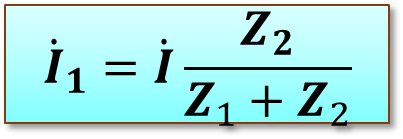 İ₁ = İ Z₂ / (Z₁ + Z₂)